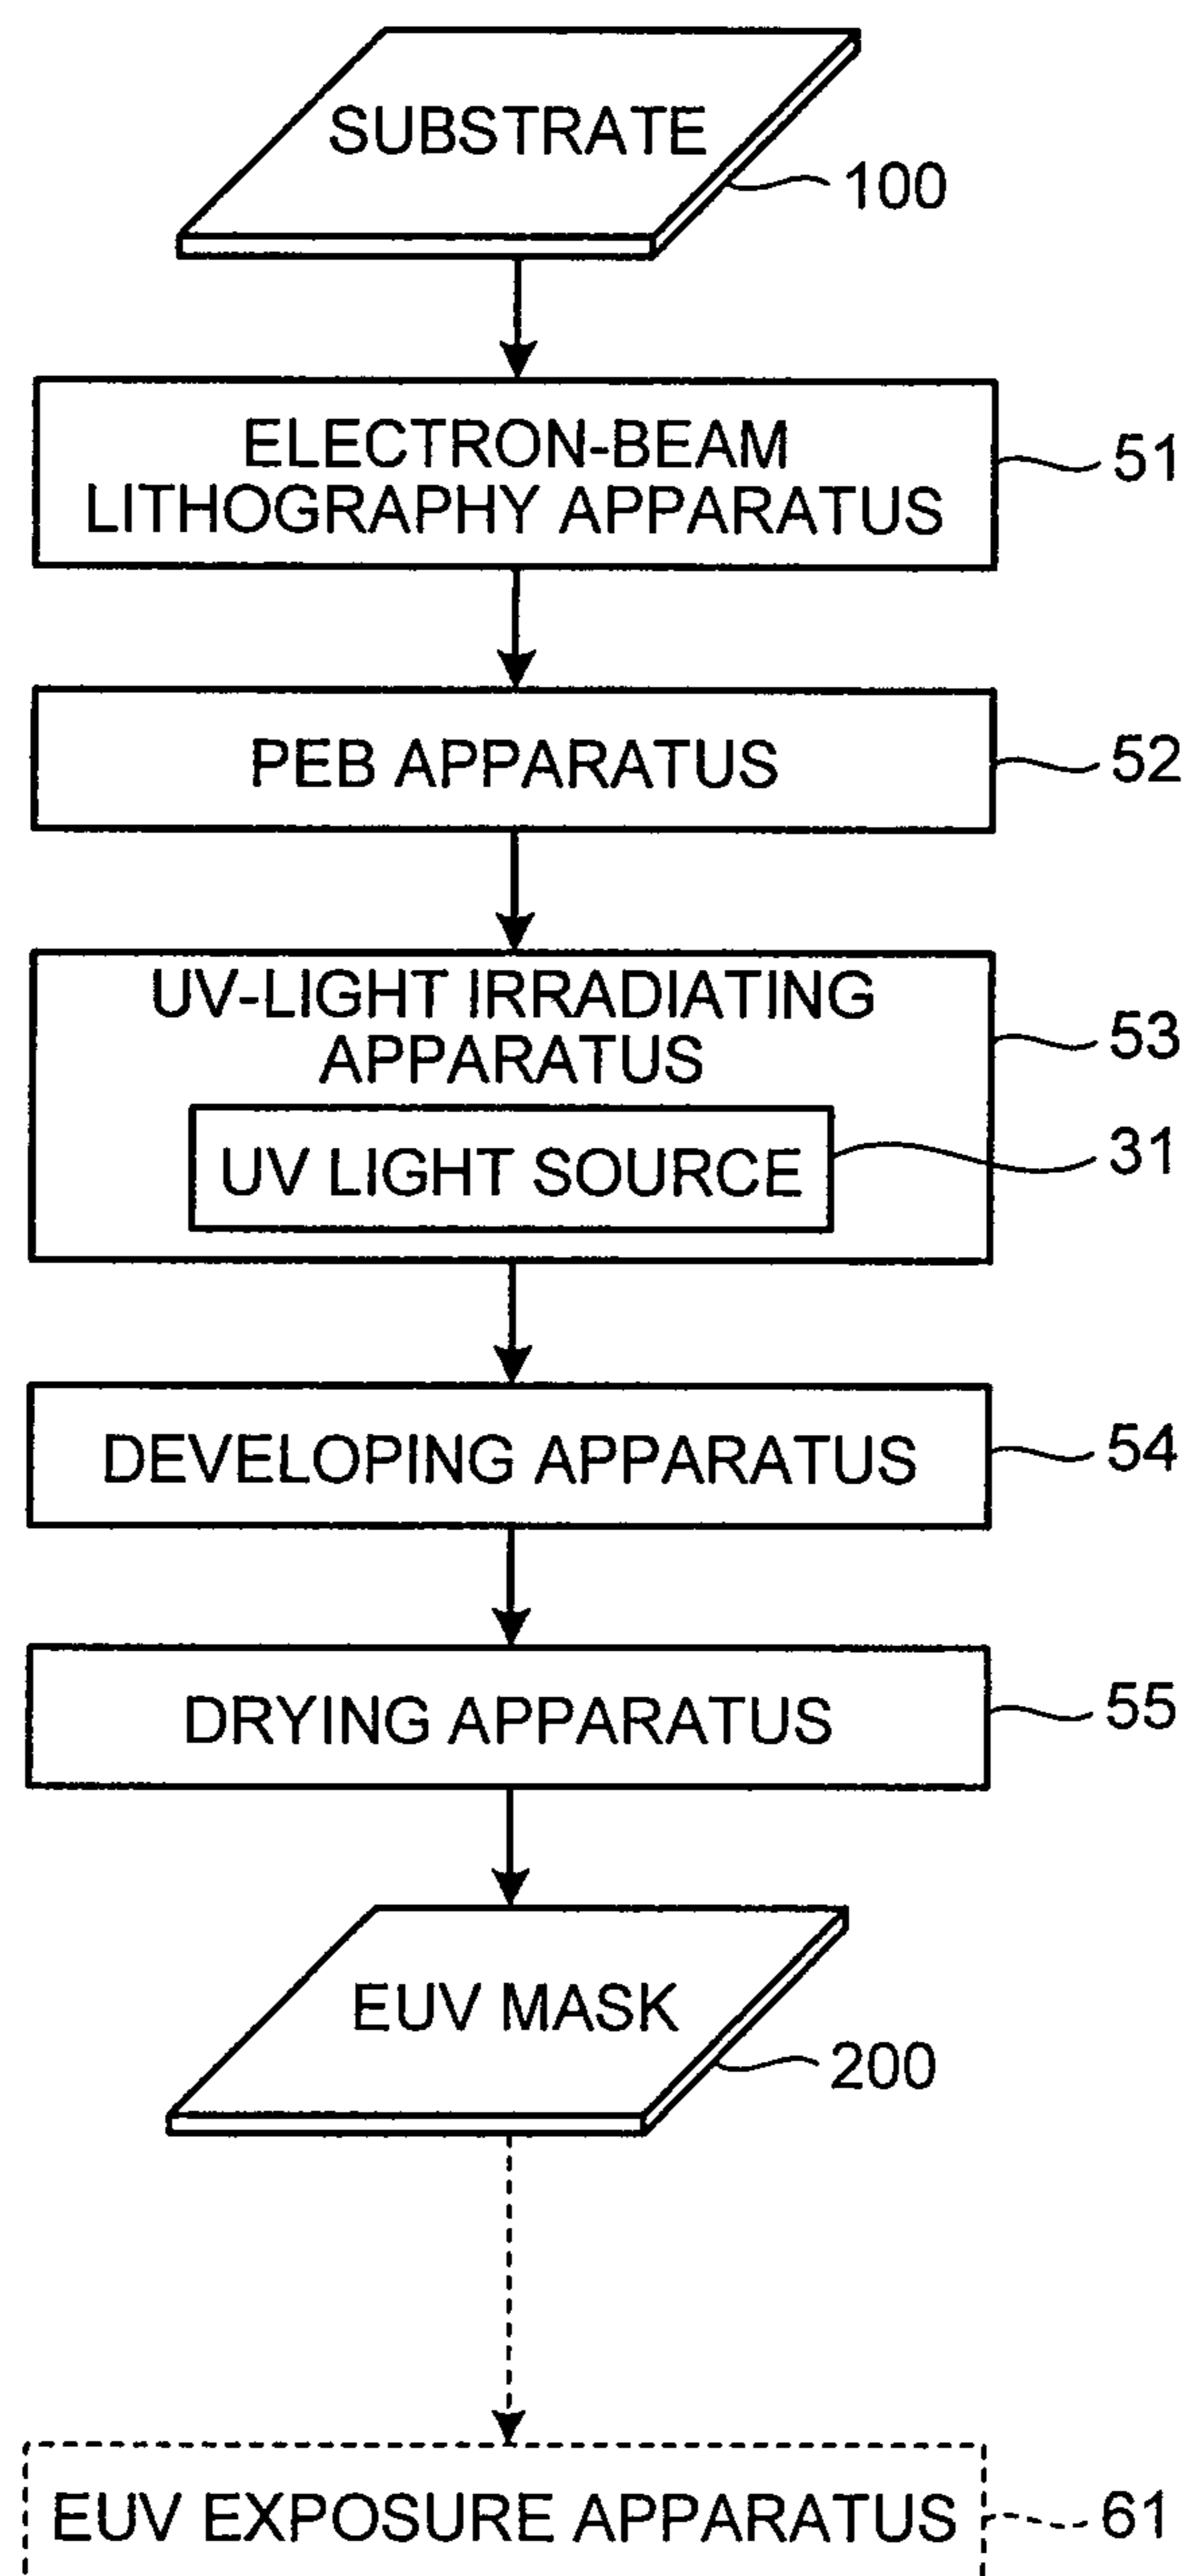 SUBSTRATE
100
ELECTRON-BEAM
LITHOGRAPHY APPARATUS
51
PEB APPARATUS
52
UV-LIGHT IRRADIATING
APPARATUS
53
UV LIGHT SOURCE
31
DEVELOPING APPARATUS
54
DRYING APPARATUS
55
EUV MASK
200
EUV EXPOSURE APPARATUS
61